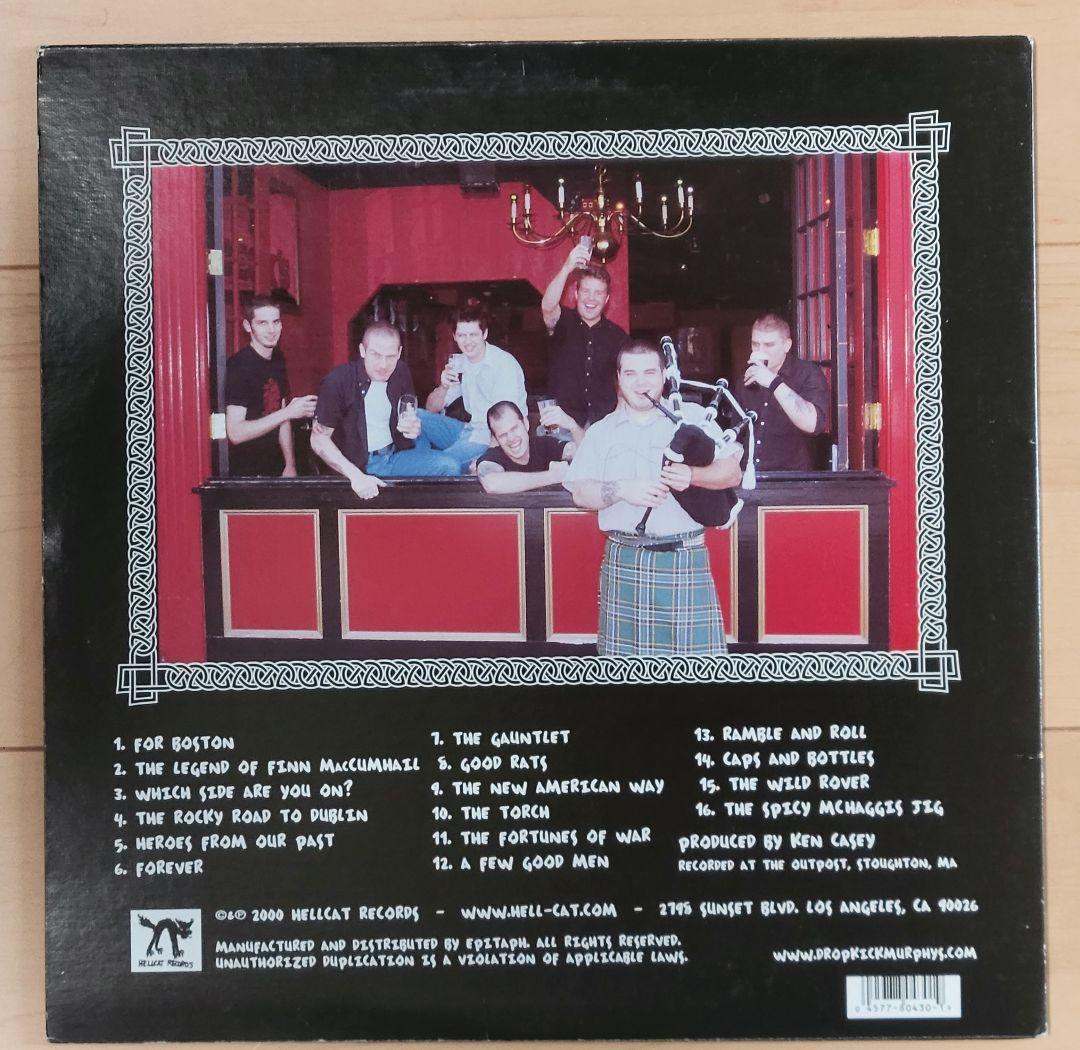 1. FOR BOSTON
2. THE LEGEND OF FINN MacCUMHAIL
3. WHICH SIDE ARE YOU ON?
4. THE ROCKY ROAD TO DUBLIN
5. HEROES FROM OUR PAST
6. FOREVER
7. THE GAUNTLET
8. GOOD RATS
9. THE NEW AMERICAN WAY
10. THE TORCH
11. THE FORTUNES OF WAR
12. A FEW GOOD MEN
13. RAMBLE AND ROLL
14. CAPS AND BOTTLES
15. THE WILD ROVER
16. THE SPICY MCHAGGIS JIG
PRODUCED BY KEN CASEY
RECORDED AT THE OUTPOST, STOUGHTON, MA
©&℗ 2000 HELLCAT RECORDS - WWW.HELL-CAT.COM - 2798 SUNSET BLVD. LOS ANGELES, CA 90026
HELLCAT RECORDS
MANUFACTURED AND DISTRIBUTED BY EPITAPH. ALL RIGHTS RESERVED.
UNAUTHORIZED DUPLICATION IS A VIOLATION OF APPLICABLE LAWS.
WWW.DROPKICKMURPHYS.COM